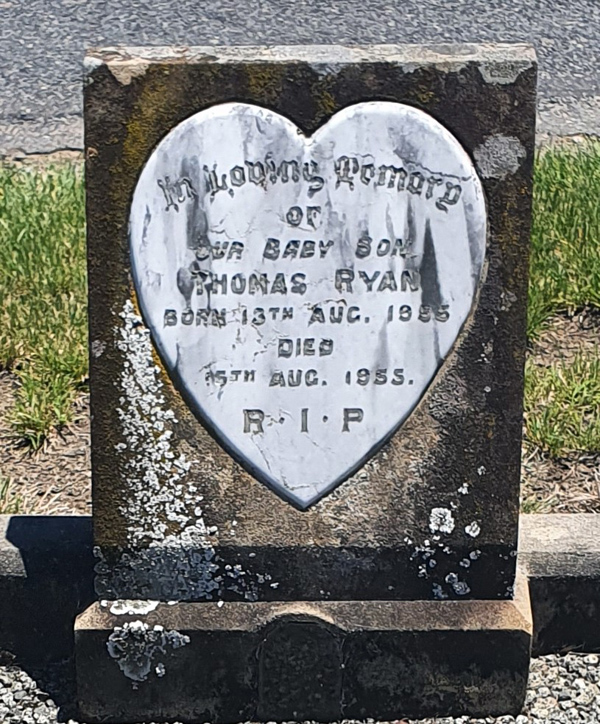 In Loving Memory
OF
OUR BABY SON
THOMAS RYAN
BORN 13TH AUG. 1955
DIED
15TH AUG. 1955.
R·I·P